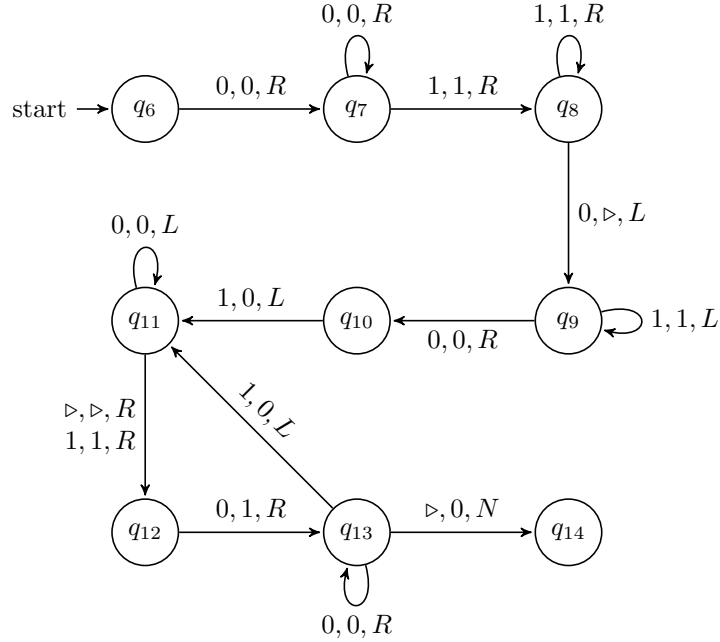 0, 0, R
1, 1, R
start
q₆
0, 0, R
q₇
1, 1, R
q₈
0, ▹, L
0, 0, L
q₁₁
1, 0, L
q₁₀
0, 0, R
q₉
1, 1, L
▹, ▹, R
1, 1, R
1, 0, L
q₁₂
0, 1, R
q₁₃
▹, 0, N
q₁₄
0, 0, R